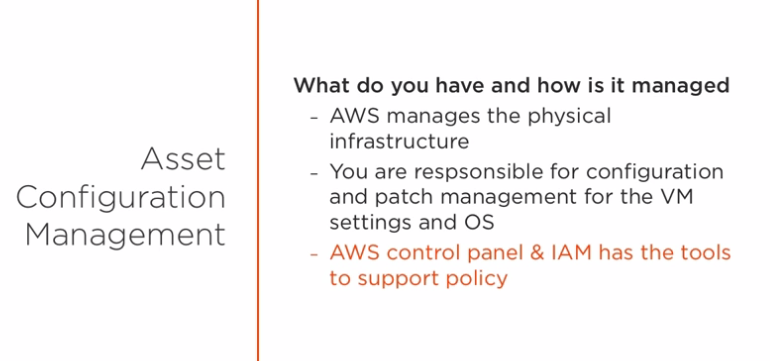 Asset
Configuration
Management
What do you have and how is it managed
- AWS manages the physical
infrastructure
- You are respsonsible for configuration
and patch management for the VM
settings and OS
- AWS control panel & IAM has the tools
to support policy